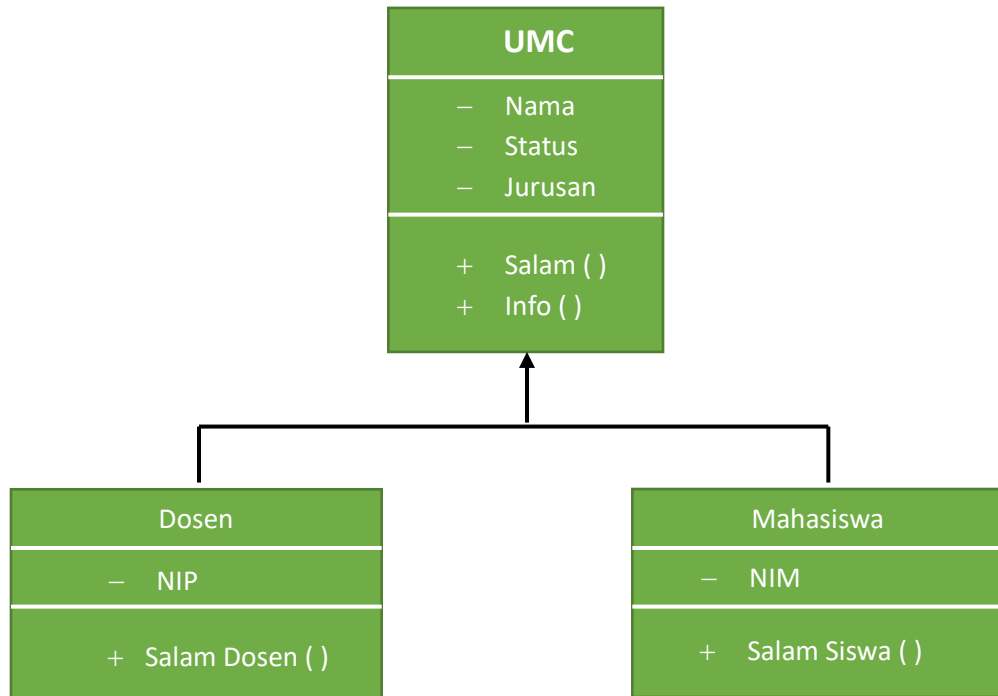 UMC
− Nama
− Status
− Jurusan
+ Salam ( )
+ Info ( )
Dosen
− NIP
+ Salam Dosen ( )
Mahasiswa
− NIM
+ Salam Siswa ( )